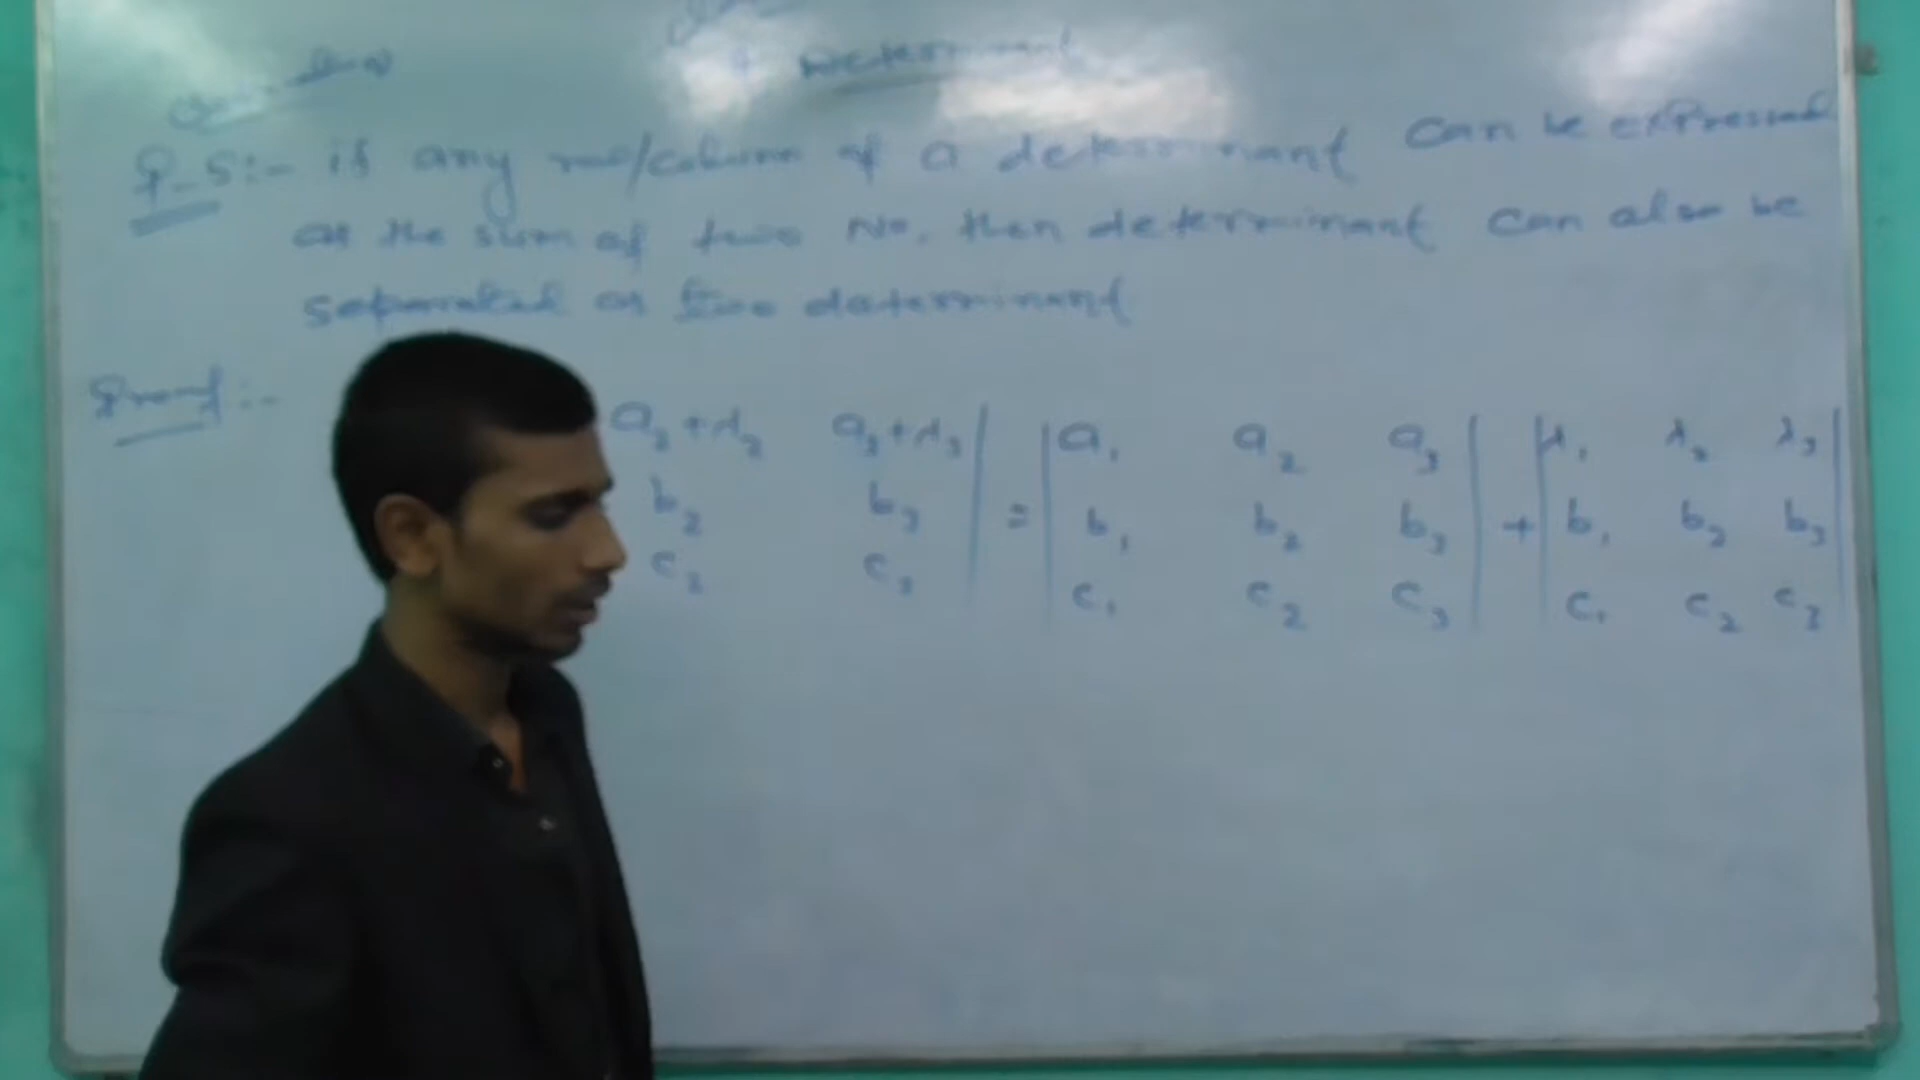 Determinant
P-5:- if any row/column of a determinant can be expressed
as the sum of two No. then determinant can also be
seperated as two determinant
Proof:-
a₂+λ₂ a₃+λ₃ | = | a₁ a₂ a₃ | + | λ₁ λ₂ λ₃ |
b₂ b₃ | | b₁ b₂ b₃ | | b₁ b₂ b₃ |
c₂ c₃ | | c₁ c₂ c₃ | | c₁ c₂ c₃ |